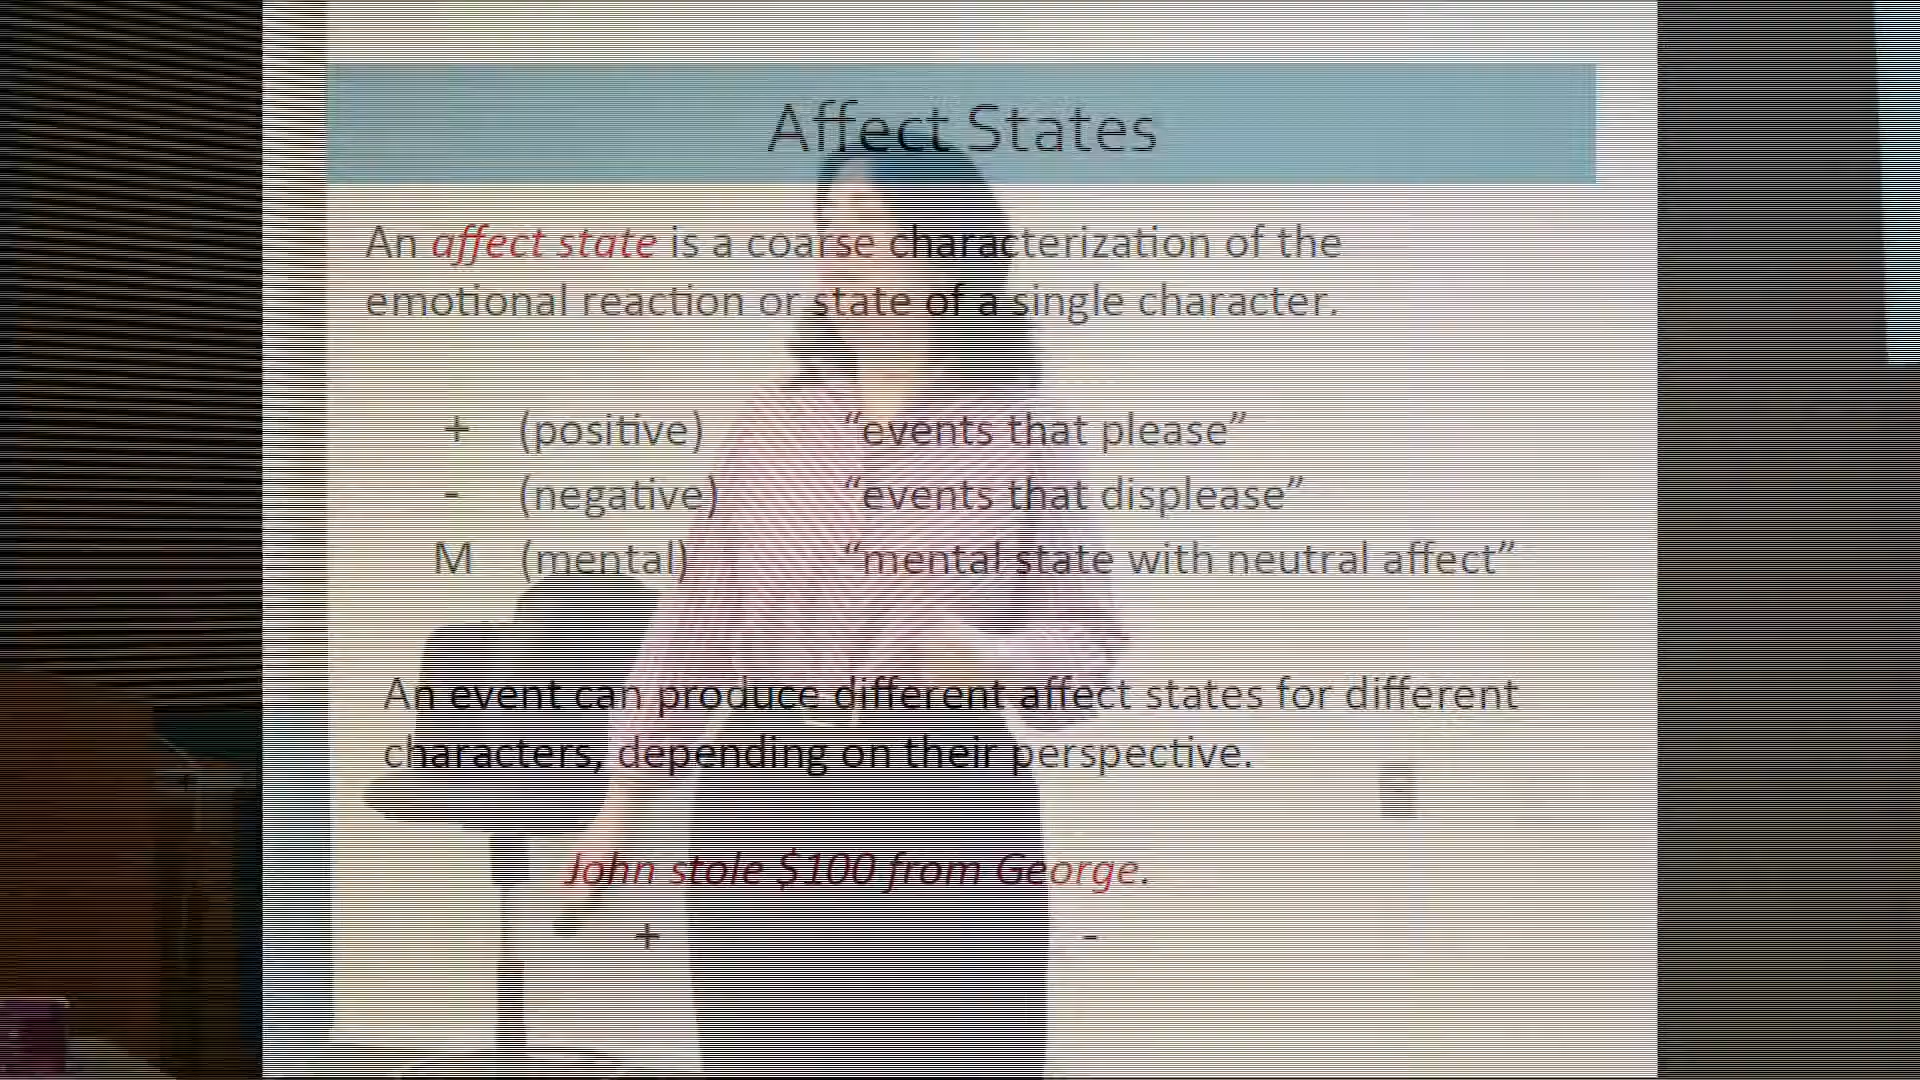 Affect States
An affect state is a coarse characterization of the
emotional reaction or state of a single character.
+ (positive) “events that please”
- (negative) “events that displease”
M (mental) “mental state with neutral affect”
An event can produce different affect states for different
characters, depending on their perspective.
John stole $100 from George.
+ -